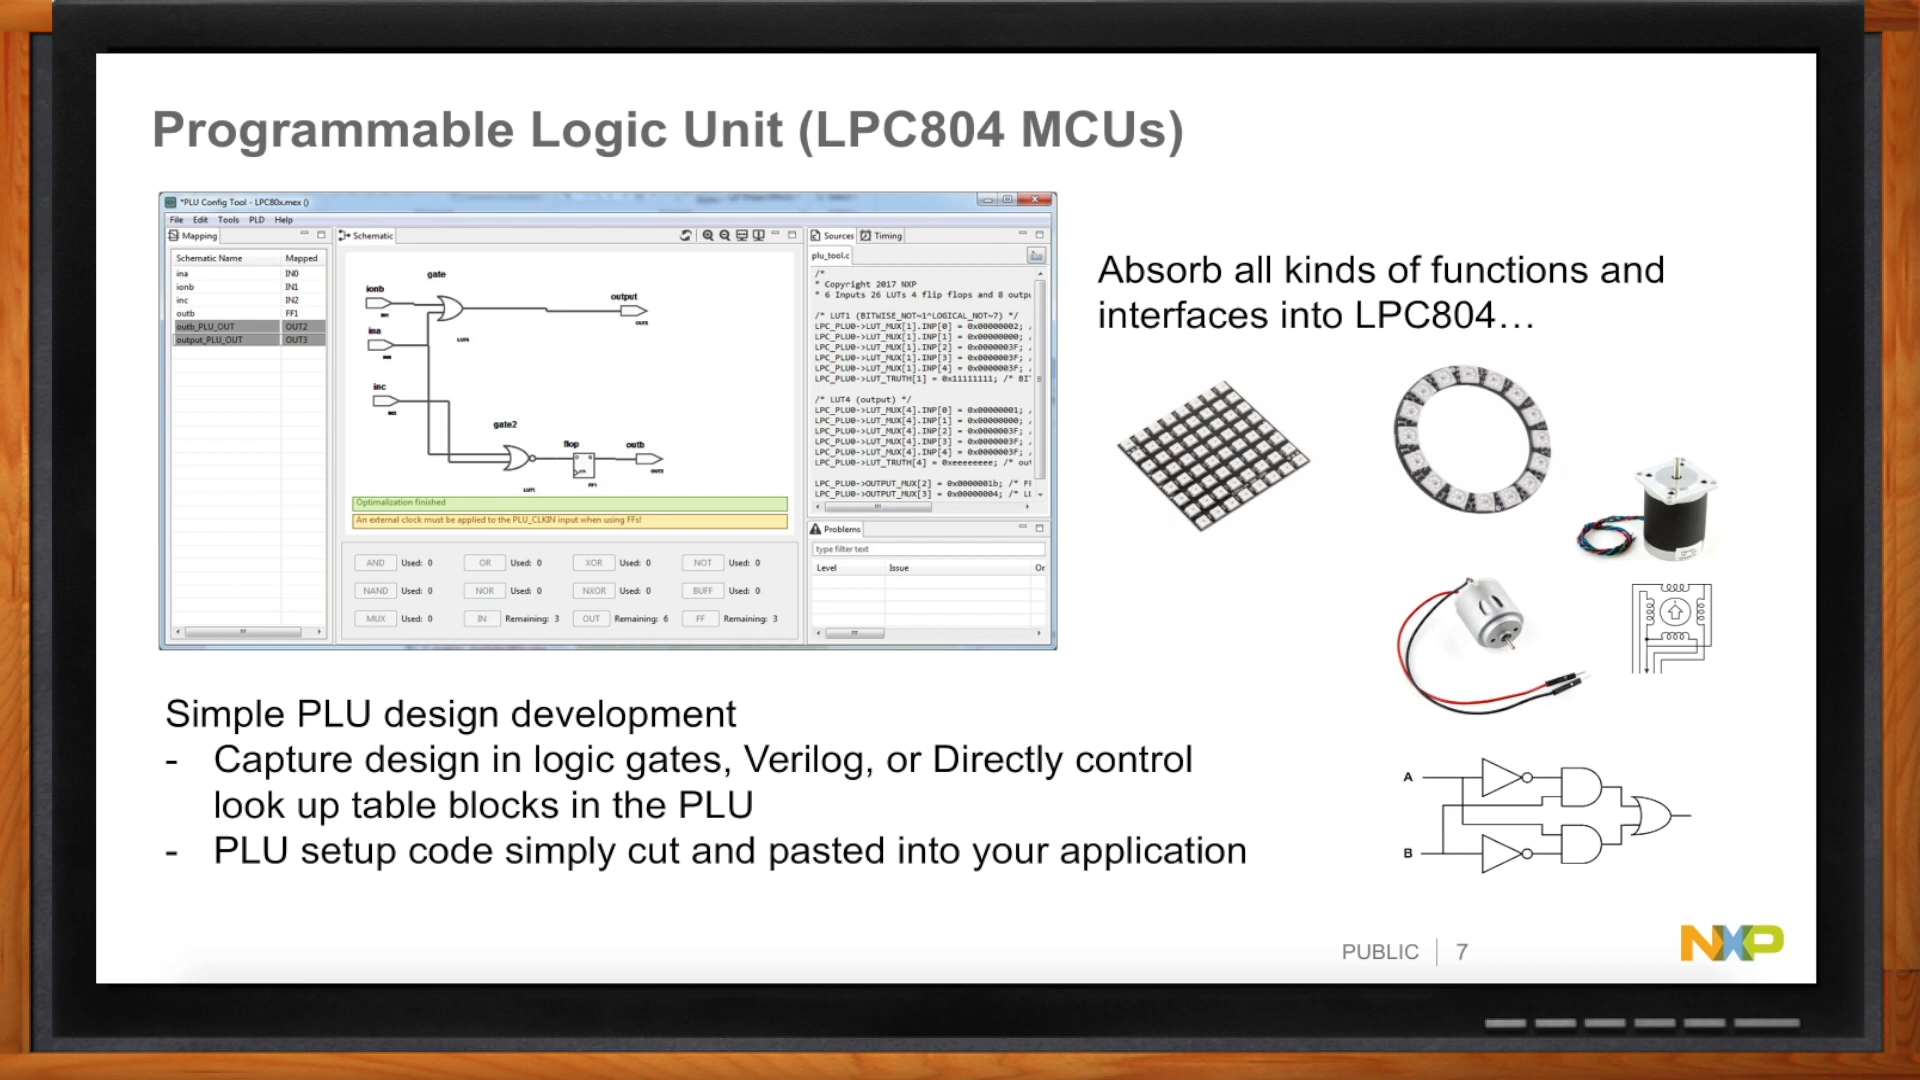 Programmable Logic Unit (LPC804 MCUs)
*PLU Config Tool - LPC80x.mex ()
File Edit Tools PLD Help
Mapping
Schematic Name Mapped
ina IN0
ionb IN1
inc IN2
outb FF1
outb_PLU_OUT OUT2
output_PLU_OUT OUT3
Schematic
gate
ionb
output
ina
inc
gate2
flop
outb
Optimalization finished
An external clock must be applied to the PLU_CLKIN input when using FFs!
AND Used: 0 OR Used: 0 XOR Used: 0 NOT Used: 0
NAND Used: 0 NOR Used: 0 NXOR Used: 0 BUFF Used: 0
MUX Used: 0 IN Remaining: 3 OUT Remaining: 6 FF Remaining: 3
Sources Timing
plu_tool.c
/*
* Copyright 2017 NXP
* 6 Inputs 26 LUTs 4 flip flops and 8 outpu
/* LUT1 (BITWISE_NOT~1^LOGICAL_NOT~7) */
LPC_PLU0->LUT_MUX[1].INP[0] = 0x00000002; /
LPC_PLU0->LUT_MUX[1].INP[1] = 0x00000000; /
LPC_PLU0->LUT_MUX[1].INP[2] = 0x0000003F; /
LPC_PLU0->LUT_MUX[1].INP[3] = 0x0000003F; /
LPC_PLU0->LUT_MUX[1].INP[4] = 0x0000003F; /
LPC_PLU0->LUT_TRUTH[1] = 0x11111111; /* BI
/* LUT4 (output) */
LPC_PLU0->LUT_MUX[4].INP[0] = 0x00000001; /
LPC_PLU0->LUT_MUX[4].INP[1] = 0x00000000; /
LPC_PLU0->LUT_MUX[4].INP[2] = 0x0000003F; /
LPC_PLU0->LUT_MUX[4].INP[3] = 0x0000003F; /
LPC_PLU0->LUT_MUX[4].INP[4] = 0x0000003F; /
LPC_PLU0->LUT_TRUTH[4] = 0xeeeeeeee; /* out
LPC_PLU0->OUTPUT_MUX[2] = 0x0000001b; /* FF
LPC_PLU0->OUTPUT_MUX[3] = 0x00000004; /* LU
Problems
type filter text
Level Issue Or
Absorb all kinds of functions and
interfaces into LPC804…
A
B
Simple PLU design development
- Capture design in logic gates, Verilog, or Directly control
look up table blocks in the PLU
- PLU setup code simply cut and pasted into your application
PUBLIC 7
NXP